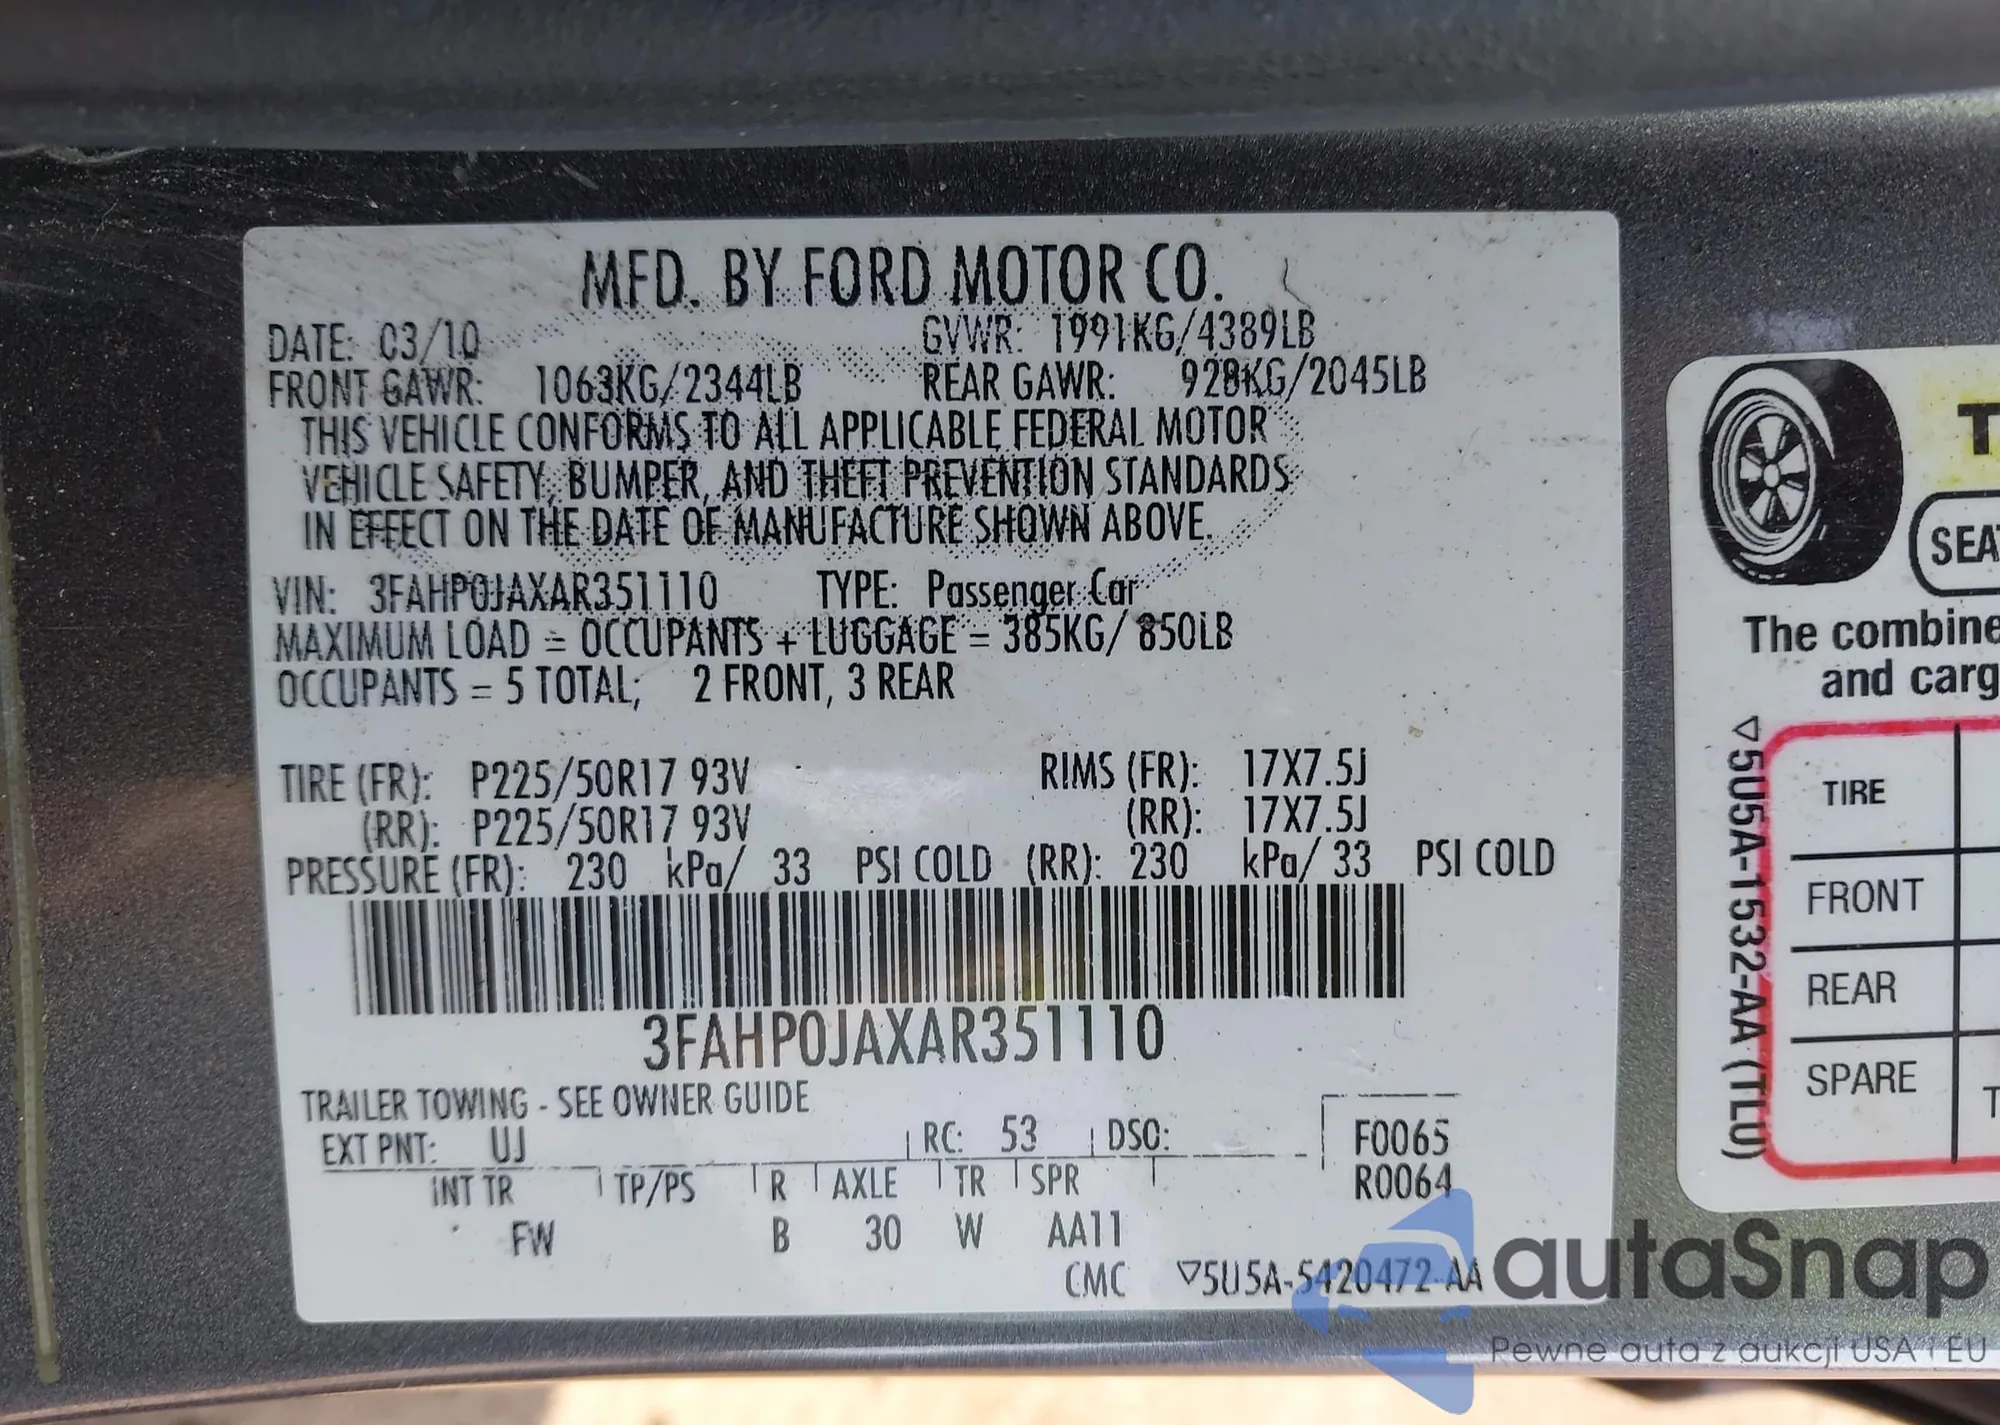 MFD. BY FORD MOTOR CO.
DATE: 03/10 GVWR: 1991KG/4389LB
FRONT GAWR: 1063KG/2344LB REAR GAWR: 928KG/2045LB
THIS VEHICLE CONFORMS TO ALL APPLICABLE FEDERAL MOTOR
VEHICLE SAFETY, BUMPER, AND THEFT PREVENTION STANDARDS
IN EFFECT ON THE DATE OF MANUFACTURE SHOWN ABOVE.
VIN: 3FAHP0JAXAR351110 TYPE: Passenger Car
MAXIMUM LOAD = OCCUPANTS + LUGGAGE = 385KG/ 850LB
OCCUPANTS = 5 TOTAL; 2 FRONT, 3 REAR
TIRE (FR): P225/50R17 93V RIMS (FR): 17X7.5J
(RR): P225/50R17 93V (RR): 17X7.5J
PRESSURE (FR): 230 kPa/ 33 PSI COLD (RR): 230 kPa/ 33 PSI COLD
3FAHP0JAXAR351110
TRAILER TOWING - SEE OWNER GUIDE
EXT PNT: UJ RC: 53 DSO: F0065
INT TR TP/PS R AXLE TR SPR R0064
FW B 30 W AA11
CMC ▽5U5A-5420472-AA
T
SEA
The combine
and carg
▽5U5A-1532-AA (TLU)
TIRE
FRONT
REAR
SPARE
T
autaSnap
Pewne auta z aukcji USA i EU